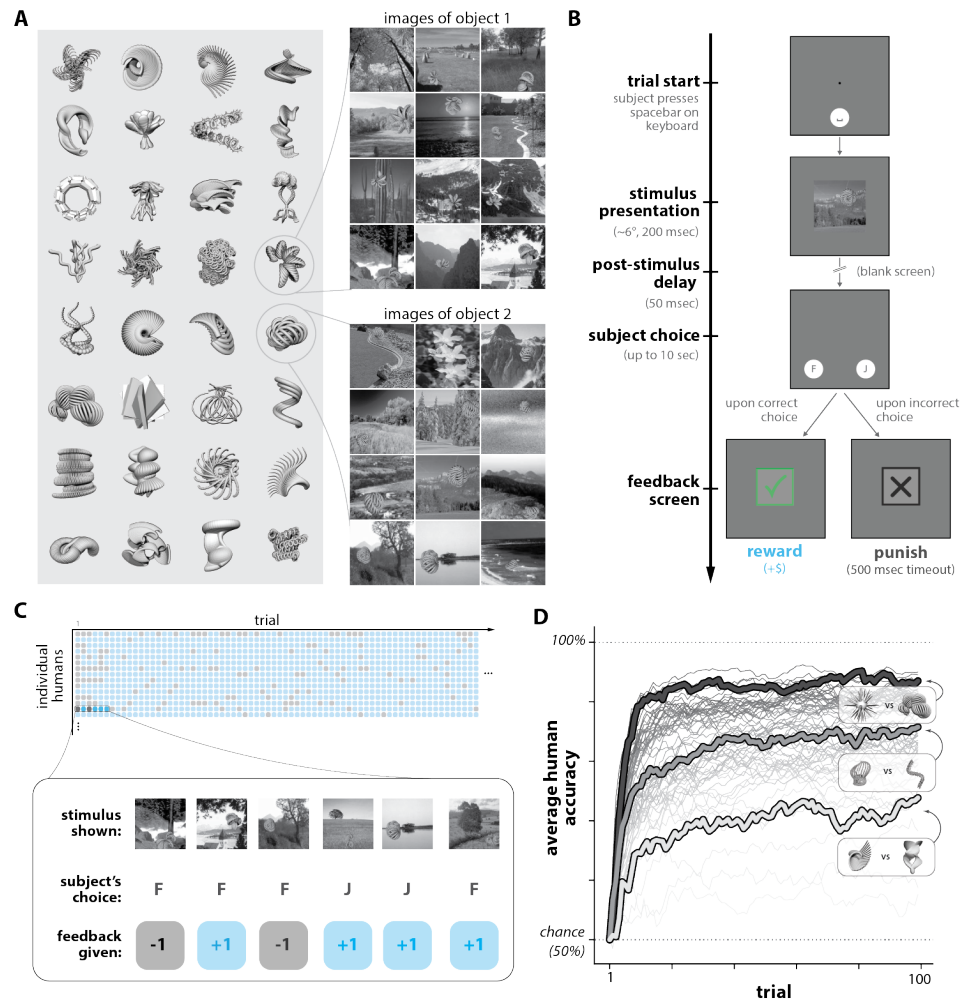 A
images of object 1
images of object 2
B
trial start
subject presses
spacebar on
keyboard
stimulus
presentation
(~6°, 200 msec)
post-stimulus
delay
(blank screen)
(50 msec)
subject choice
(up to 10 sec)
F
J
upon correct
choice
upon incorrect
choice
feedback
screen
reward
(+$)
punish
(500 msec timeout)
C
1
trial
individual
humans
...
...
stimulus
shown:
subject's
choice:
F F F J J F
feedback
given:
-1 +1 -1 +1 +1 +1
D
100%
average human
accuracy
vs
vs
vs
chance
(50%)
1
100
trial